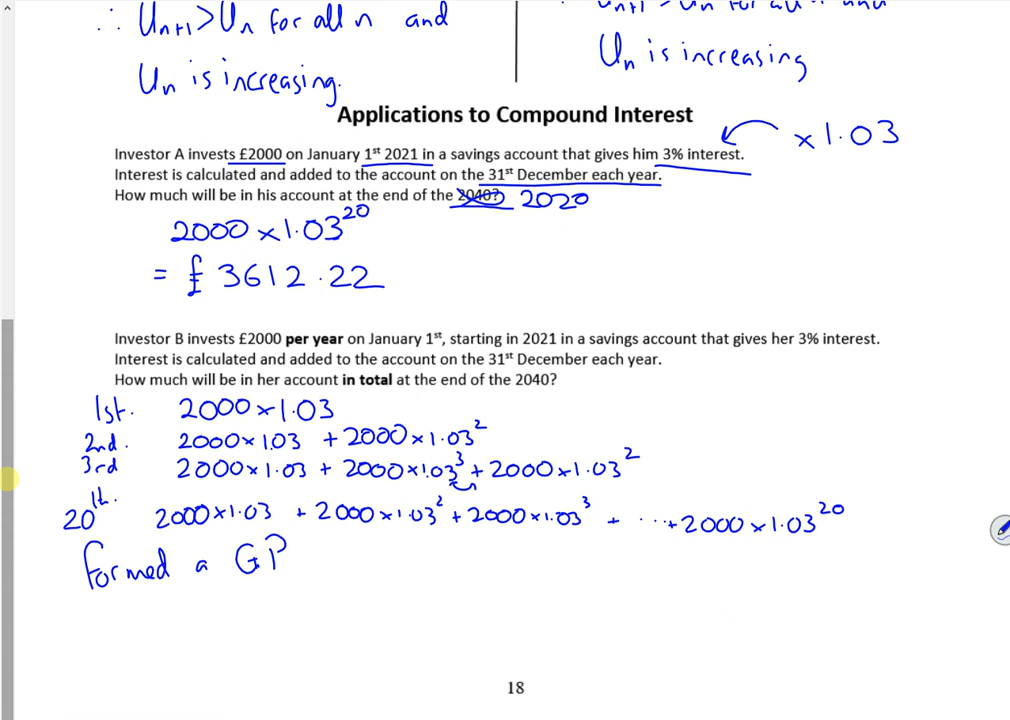 ∴ Un+1 > Un for all n and
Un is increasing.
Un+1 > Un for all n and
Un is increasing
Applications to Compound Interest
× 1.03
Investor A invests £2000 on January 1st 2021 in a savings account that gives him 3% interest.
Interest is calculated and added to the account on the 31st December each year.
How much will be in his account at the end of the 2040? 2020
2000 × 1.03^20
= £ 3612.22
Investor B invests £2000 per year on January 1st, starting in 2021 in a savings account that gives her 3% interest.
Interest is calculated and added to the account on the 31st December each year.
How much will be in her account in total at the end of the 2040?
1st. 2000 × 1.03
2nd. 2000 × 1.03 + 2000 × 1.03^2
3rd 2000 × 1.03 + 2000 × 1.03^3 + 2000 × 1.03^2
20th. 2000 × 1.03 + 2000 × 1.03^2 + 2000 × 1.03^3 + ... + 2000 × 1.03^20
Formed a GP
18